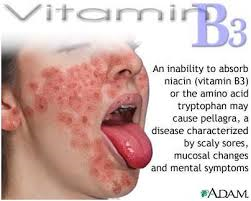 Vitamin B3
An inability to absorb
niacin (vitamin B3)
or the amino acid
tryptophan may
cause pellagra, a
disease characterized
by scaly sores,
mucosal changes
and mental symptoms
ADAM.